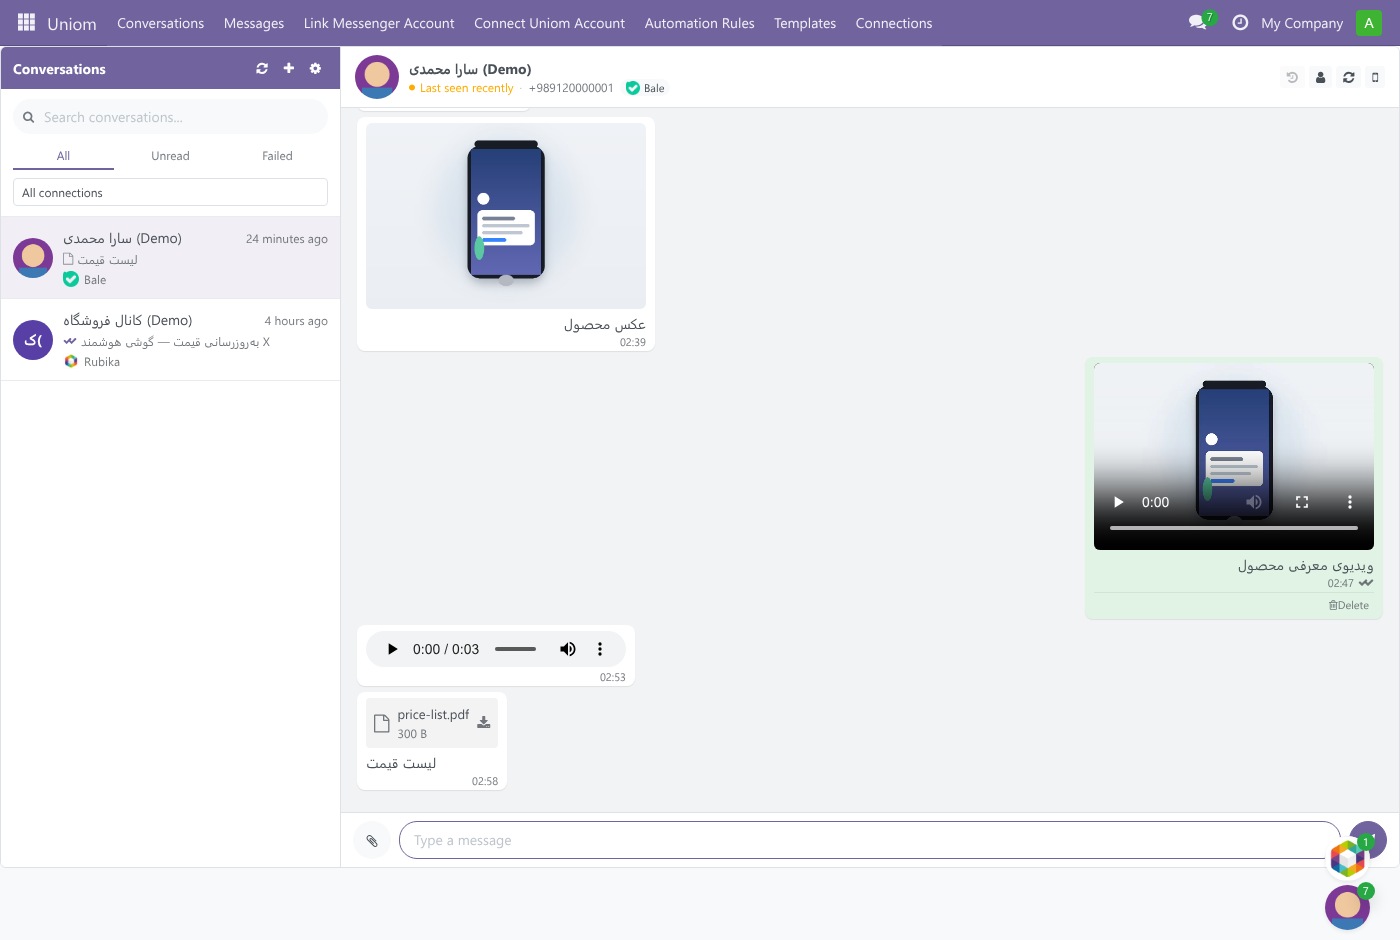 Uniom
Conversations
Messages
Link Messenger Account
Connect Uniom Account
Automation Rules
Templates
Connections
7
My Company
A
Conversations
Search conversations...
All
Unread
Failed
All connections
سارا محمدی (Demo)
24 minutes ago
لیست قیمت
Bale
ک(
کانال فروشگاه (Demo)
4 hours ago
به‌روزرسانی قیمت — گوشی هوشمند X
Rubika
سارا محمدی (Demo)
Last seen recently · +989120000001
Bale
عکس محصول
02:39
0:00
ویدیوی معرفی محصول
02:47
Delete
0:00 / 0:03
02:53
price-list.pdf
300 B
لیست قیمت
02:58
Type a message
1
7